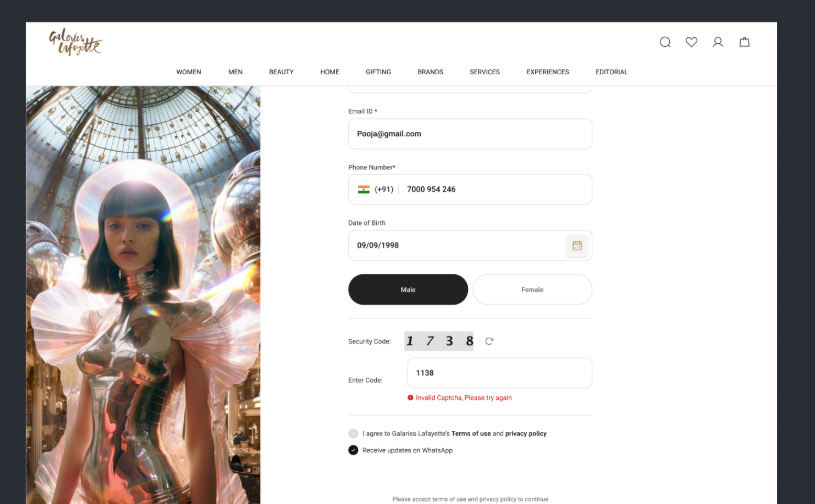 Galeries Lafayette
WOMEN MEN BEAUTY HOME GIFTING BRANDS SERVICES EXPERIENCES EDITORIAL
Email ID *
Pooja@gmail.com
Phone Number*
(+91) 7000 954 246
Date of Birth
09/09/1998
Male Female
Security Code: 1 7 3 8
Enter Code: 1138
Invalid Captcha, Please try again
I agree to Galaries Lafayette's Terms of use and privacy policy
Receive updates on WhatsApp
Please accept terms of use and privacy policy to continue